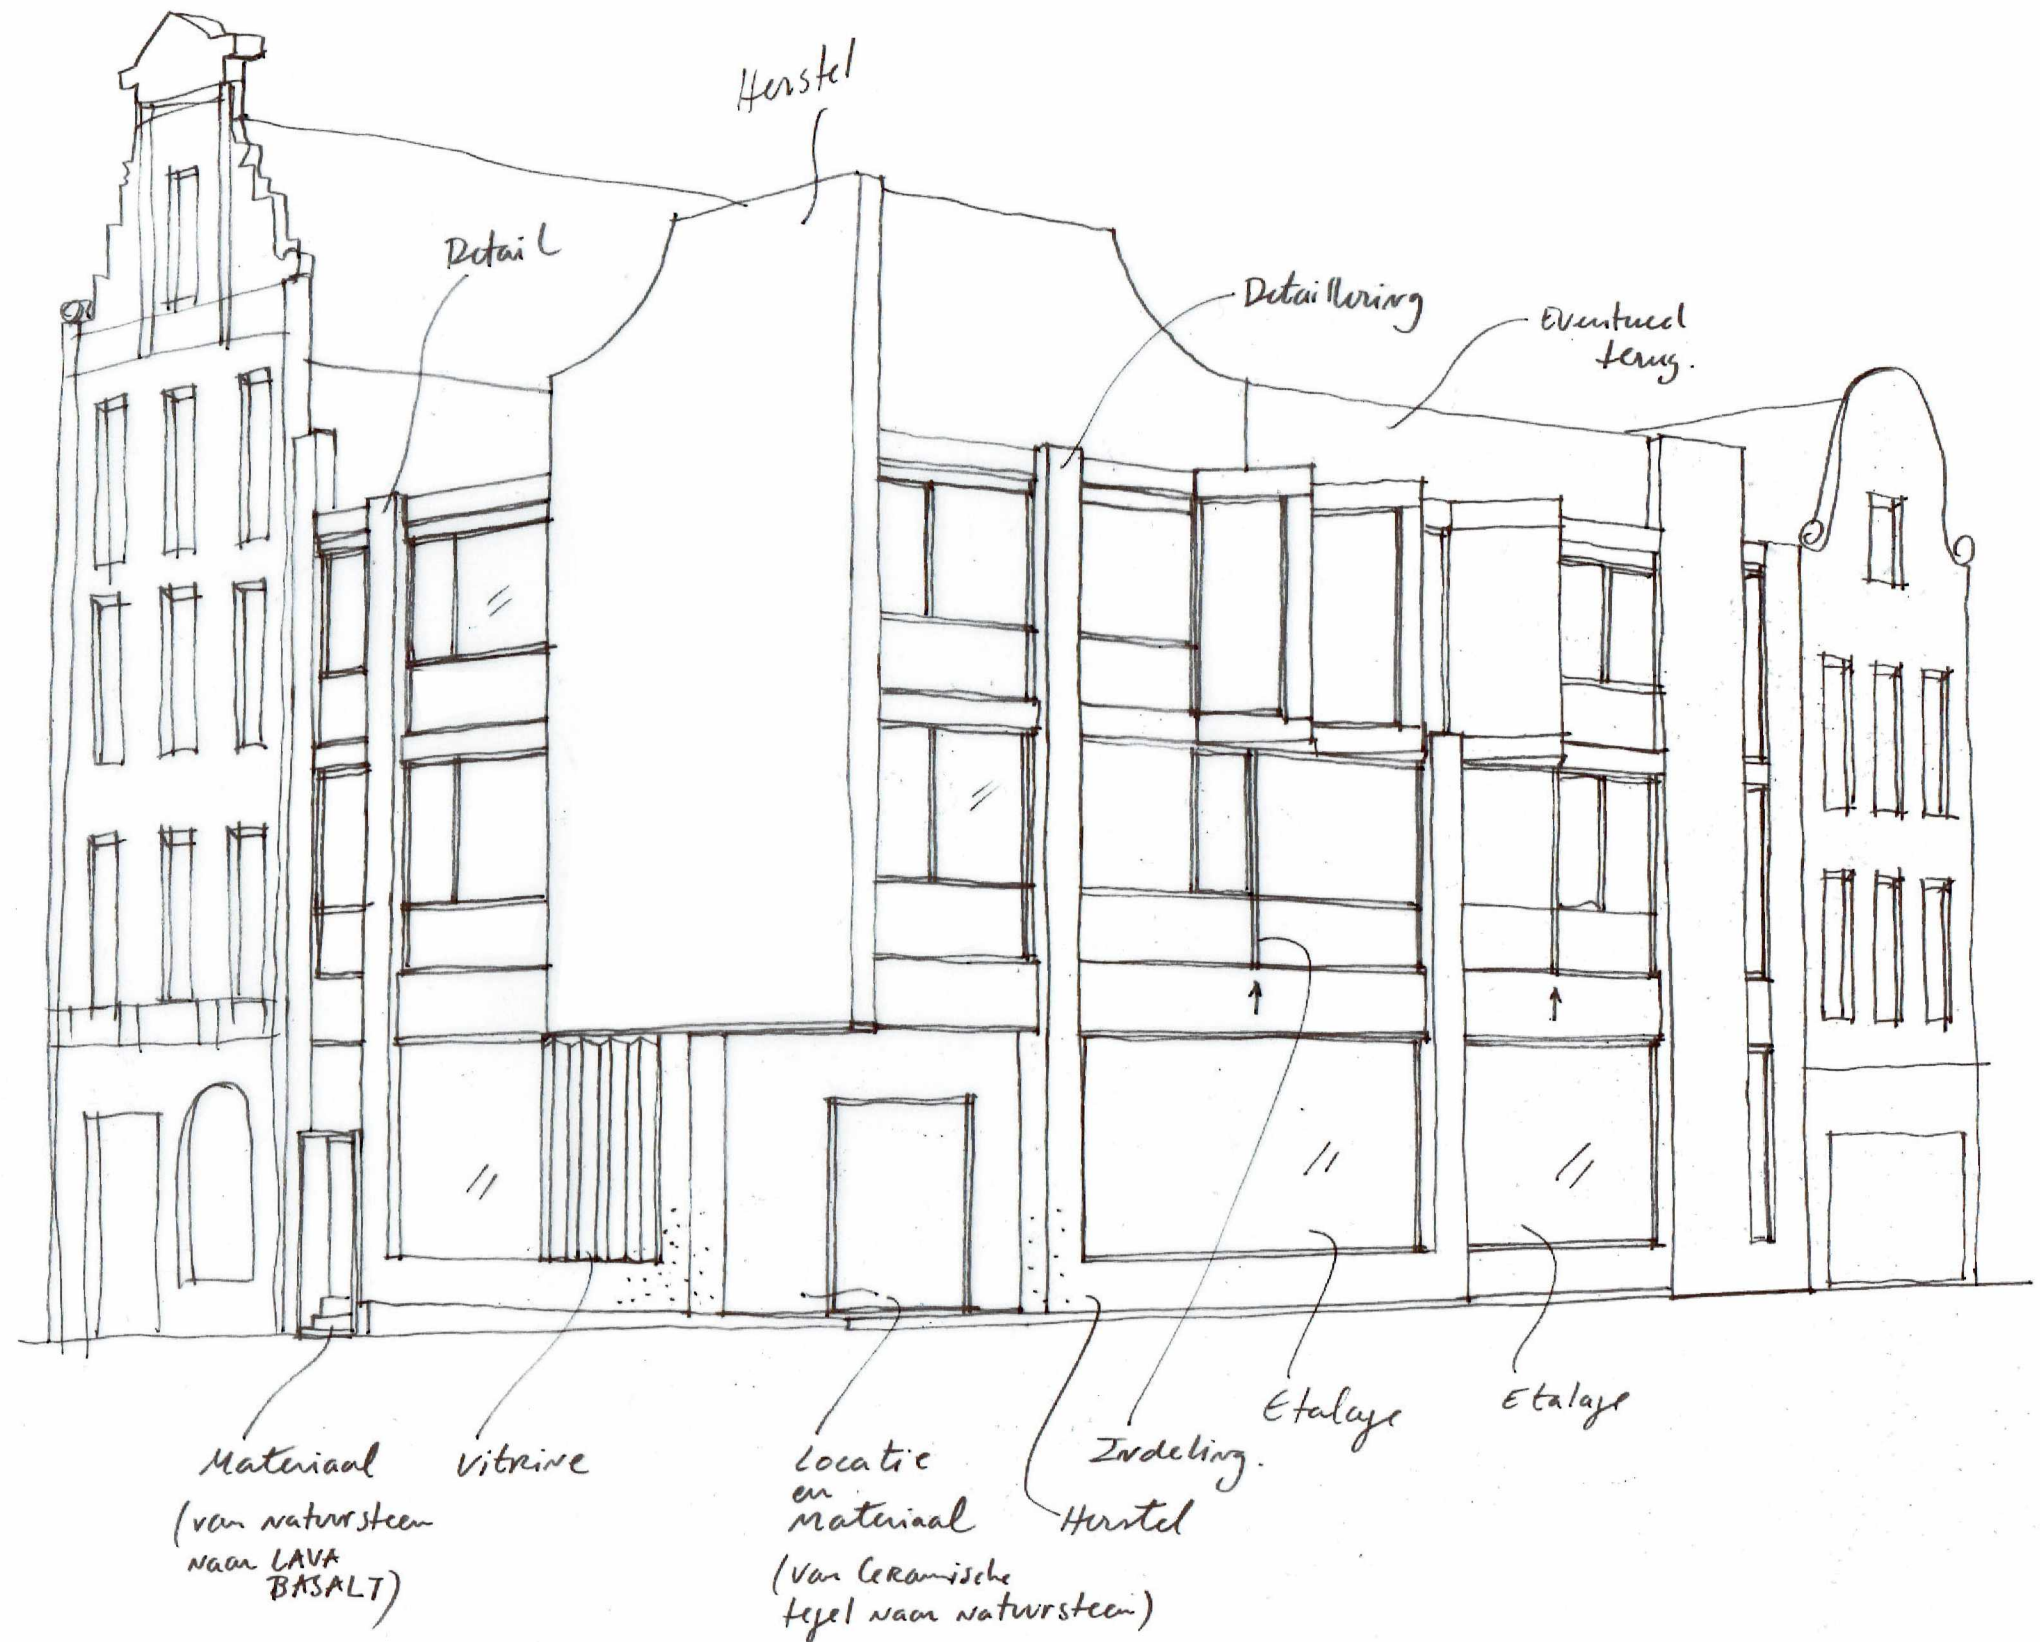 Herstel
Detail
Detaillering
Eventueel
terug.
Etalage
Etalage
Materiaal
(van natuursteen
naar LAVA
BASALT)
Vitrine
Locatie
en
Materiaal
(van Ceramische
tegel naar natuursteen)
Indeling.
Herstel